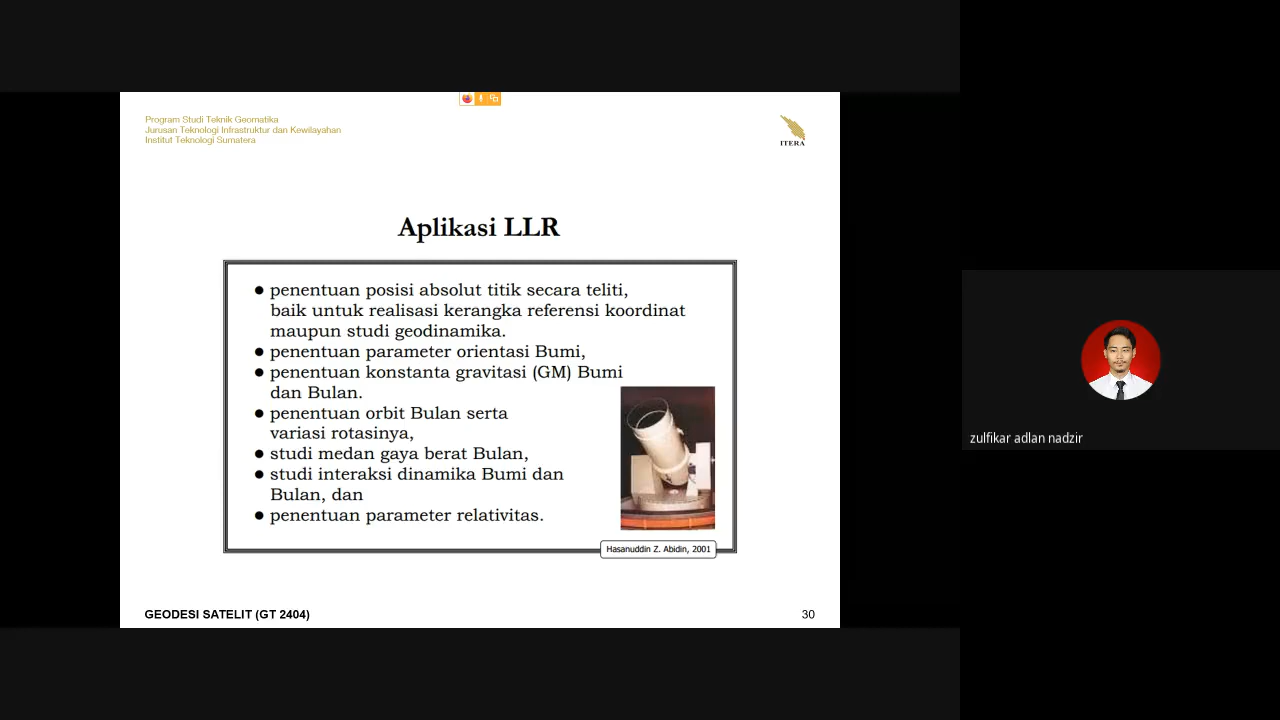 Program Studi Teknik Geomatika
Jurusan Teknologi Infrastruktur dan Kewilayahan
Institut Teknologi Sumatera
ITERA
Aplikasi LLR
● penentuan posisi absolut titik secara teliti,
baik untuk realisasi kerangka referensi koordinat
maupun studi geodinamika.
● penentuan parameter orientasi Bumi,
● penentuan konstanta gravitasi (GM) Bumi
dan Bulan.
● penentuan orbit Bulan serta
variasi rotasinya,
● studi medan gaya berat Bulan,
● studi interaksi dinamika Bumi dan
Bulan, dan
● penentuan parameter relativitas.
Hasanuddin Z. Abidin, 2001
GEODESI SATELIT (GT 2404)
30
zulfikar adlan nadzir